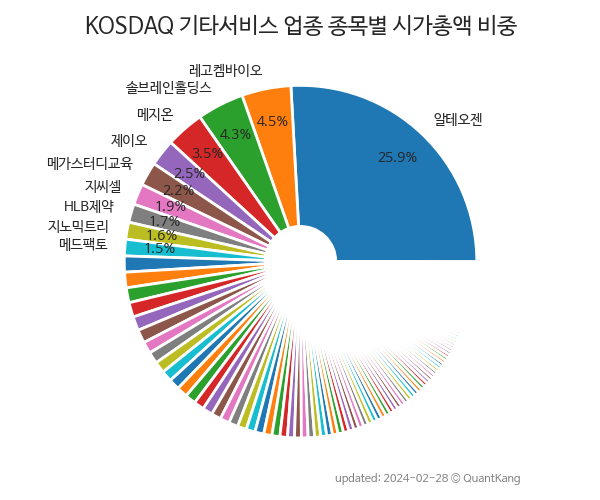 KOSDAQ 기타서비스 업종 종목별 시가총액 비중
레고켐바이오
솔브레인홀딩스
메지온
제이오
메가스터디교육
지씨셀
HLB제약
지노믹트리
메드팩토
알테오젠
4.5%
4.3%
3.5%
2.5%
2.2%
1.9%
1.7%
1.6%
1.5%
25.9%
updated: 2024-02-28 © QuantKang